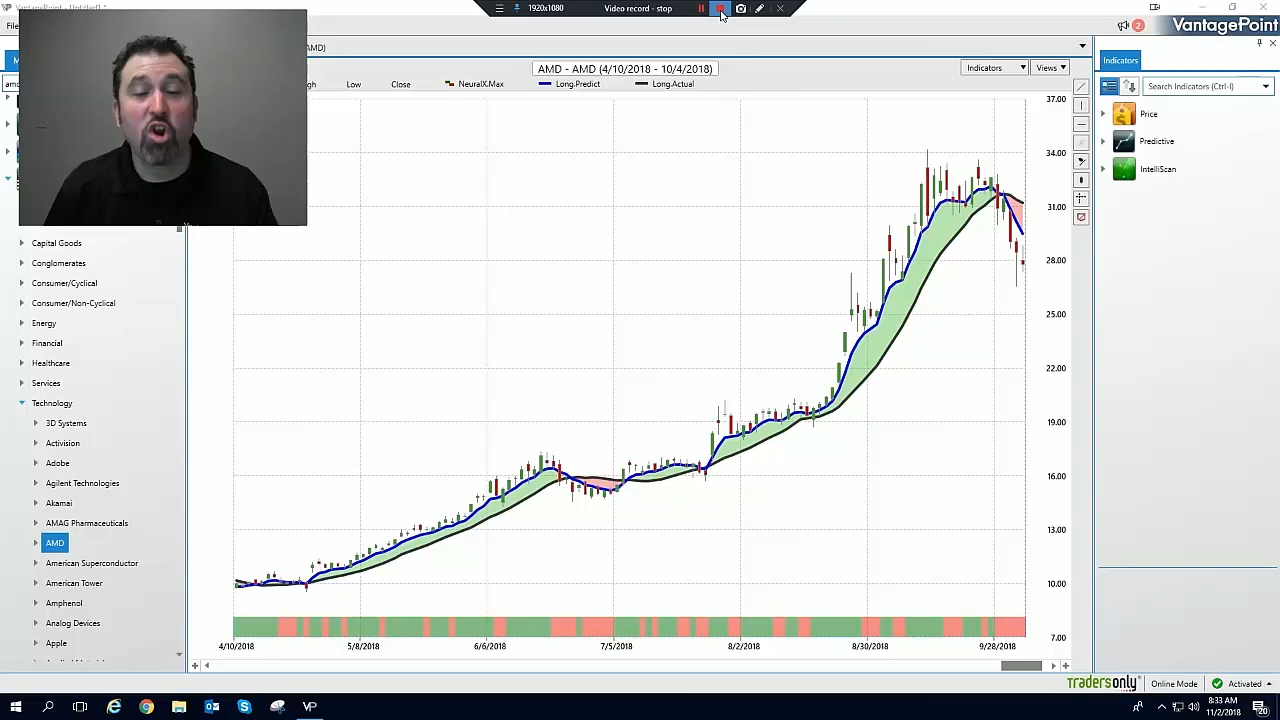 1920x1080 Video record - stop
File
2
VantagePoint
AMD)
Indicators
AMD - AMD (4/10/2018 - 10/4/2018)
Indicators Views
Search Indicators (Ctrl-I)
Low Close NeuralX.Max Long.Predict Long.Actual
Price
Predictive
IntelliScan
37.00
34.00
31.00
28.00
25.00
22.00
19.00
16.00
13.00
10.00
7.00
Capital Goods
Conglomerates
Consumer/Cyclical
Consumer/Non-Cyclical
Energy
Financial
Healthcare
Services
Technology
3D Systems
Activision
Adobe
Agilent Technologies
Akamai
AMAG Pharmaceuticals
AMD
American Superconductor
American Tower
Amphenol
Analog Devices
Apple
4/10/2018 5/8/2018 6/6/2018 7/5/2018 8/2/2018 8/30/2018 9/28/2018
tradersonly Online Mode Activated
VP
8:33 AM
11/2/2018
20